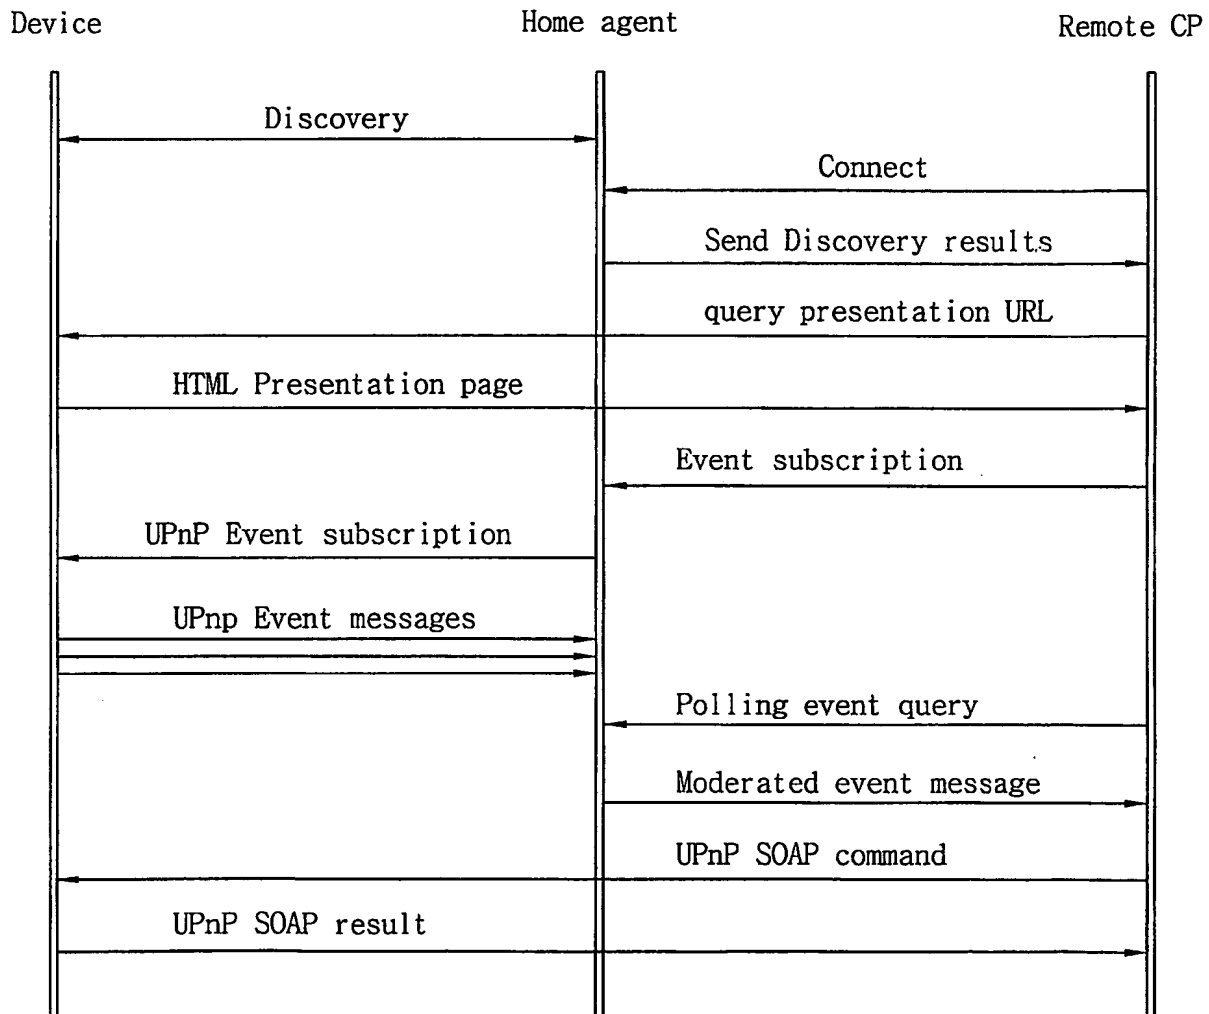 Device
Home agent
Remote CP
Discovery
Connect
Send Discovery results
query presentation URL
HTML Presentation page
Event subscription
UPnP Event subscription
UPnp Event messages
Polling event query
Moderated event message
UPnP SOAP command
UPnP SOAP result